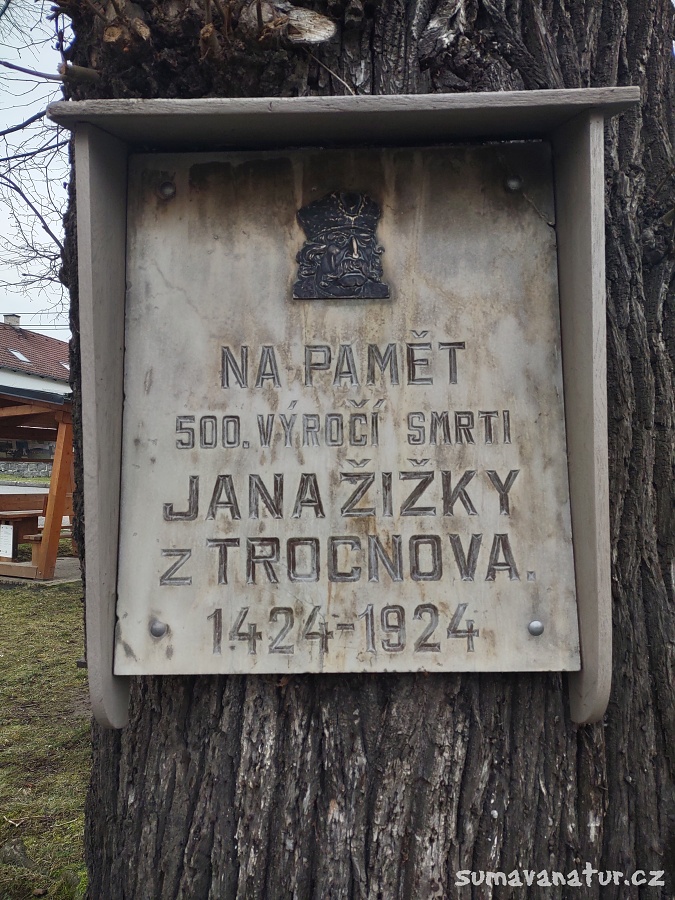 NA PAMĚT
500. VÝROČÍ SMRTI
JANA ŽIŽKY
Z TROCNOVA.
1424-1924
sumavanatur.cz